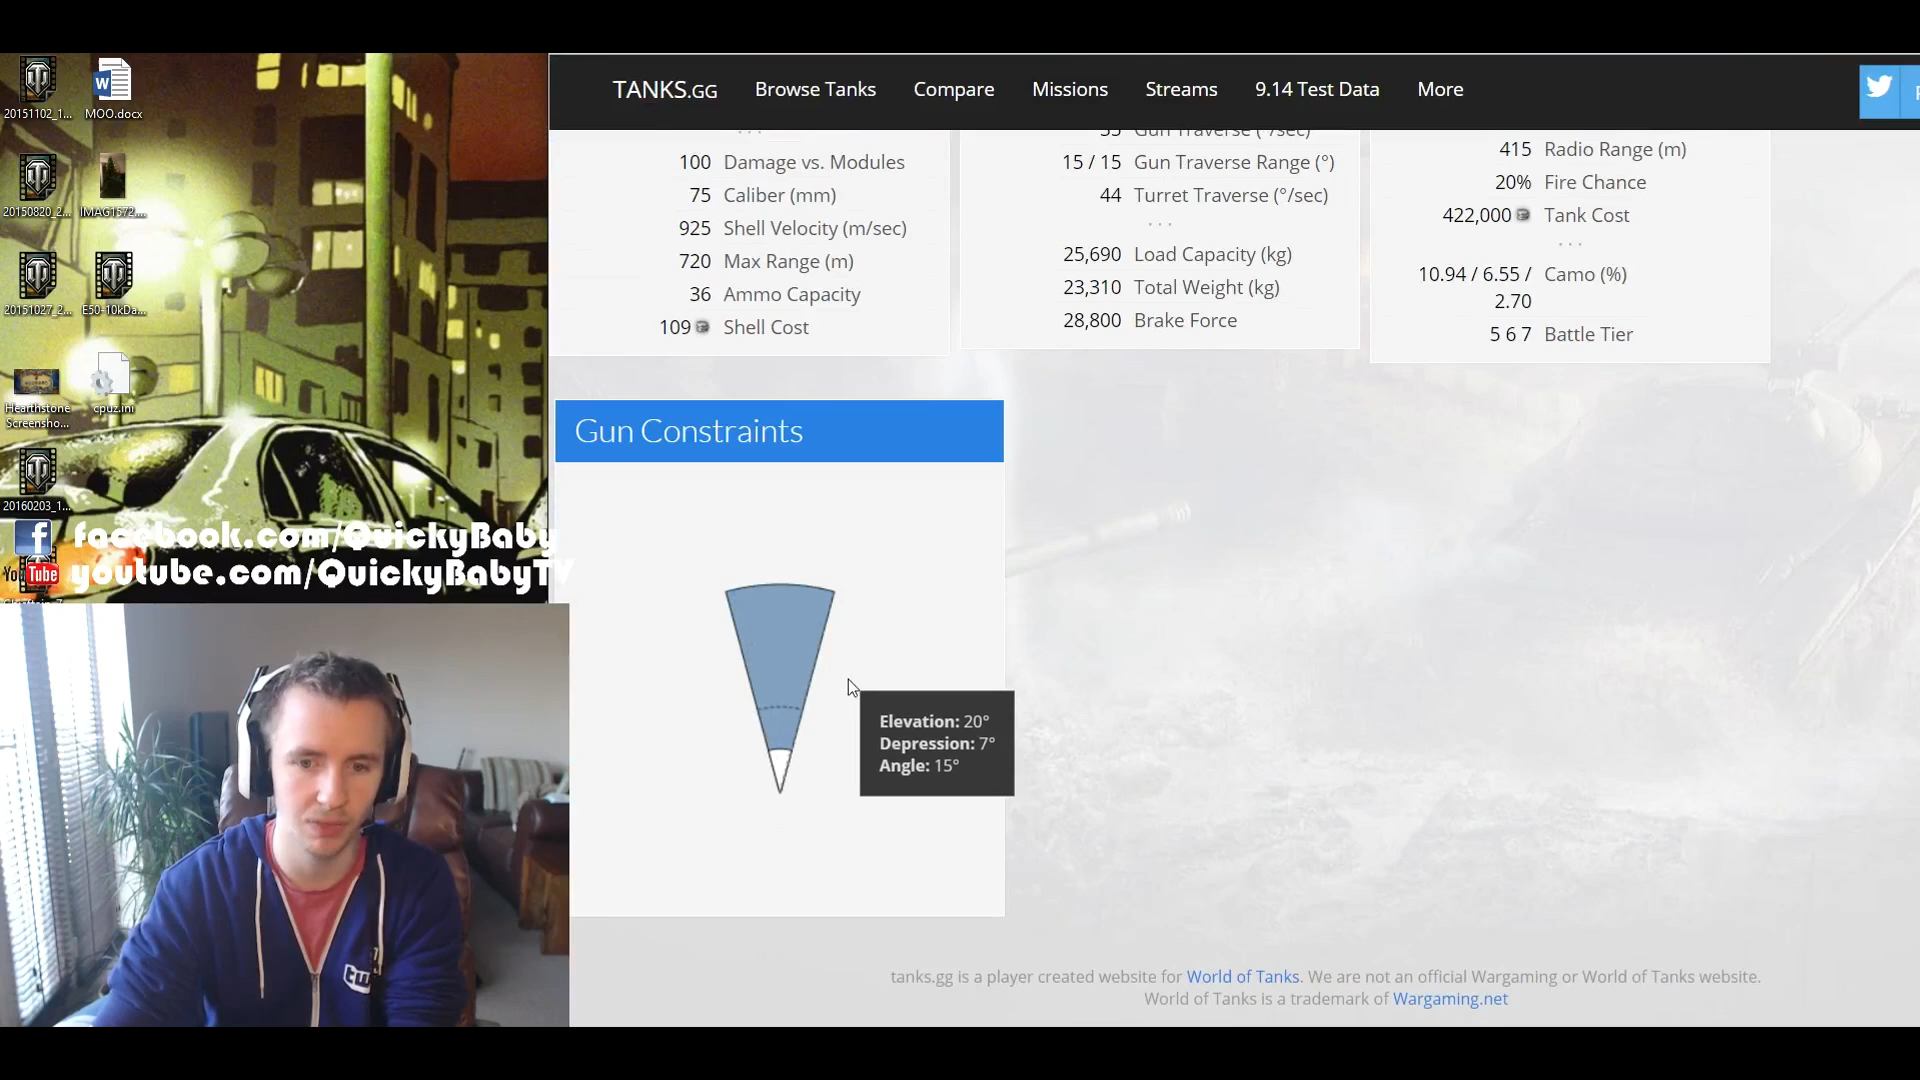 TANKS.GG
Browse Tanks
Compare
Missions
Streams
9.14 Test Data
More
20151102_1...
MOO.docx
20150820_2...
IMAG1572....
20151027_2...
E50-10kDa...
Hearthstone
Screensho...
cpuz.ini
20160203_1...
facebook.com/QuickyBaby
youtube.com/QuickyBabyTV
You Tube
100 Damage vs. Modules
75 Caliber (mm)
925 Shell Velocity (m/sec)
720 Max Range (m)
36 Ammo Capacity
109 Shell Cost
Gun Traverse (°/sec)
15 / 15 Gun Traverse Range (°)
44 Turret Traverse (°/sec)
25,690 Load Capacity (kg)
23,310 Total Weight (kg)
28,800 Brake Force
415 Radio Range (m)
20% Fire Chance
422,000 Tank Cost
10.94 / 6.55 / Camo (%)
2.70
5 6 7 Battle Tier
Gun Constraints
Elevation: 20°
Depression: 7°
Angle: 15°
tanks.gg is a player created website for World of Tanks. We are not an official Wargaming or World of Tanks website.
World of Tanks is a trademark of Wargaming.net